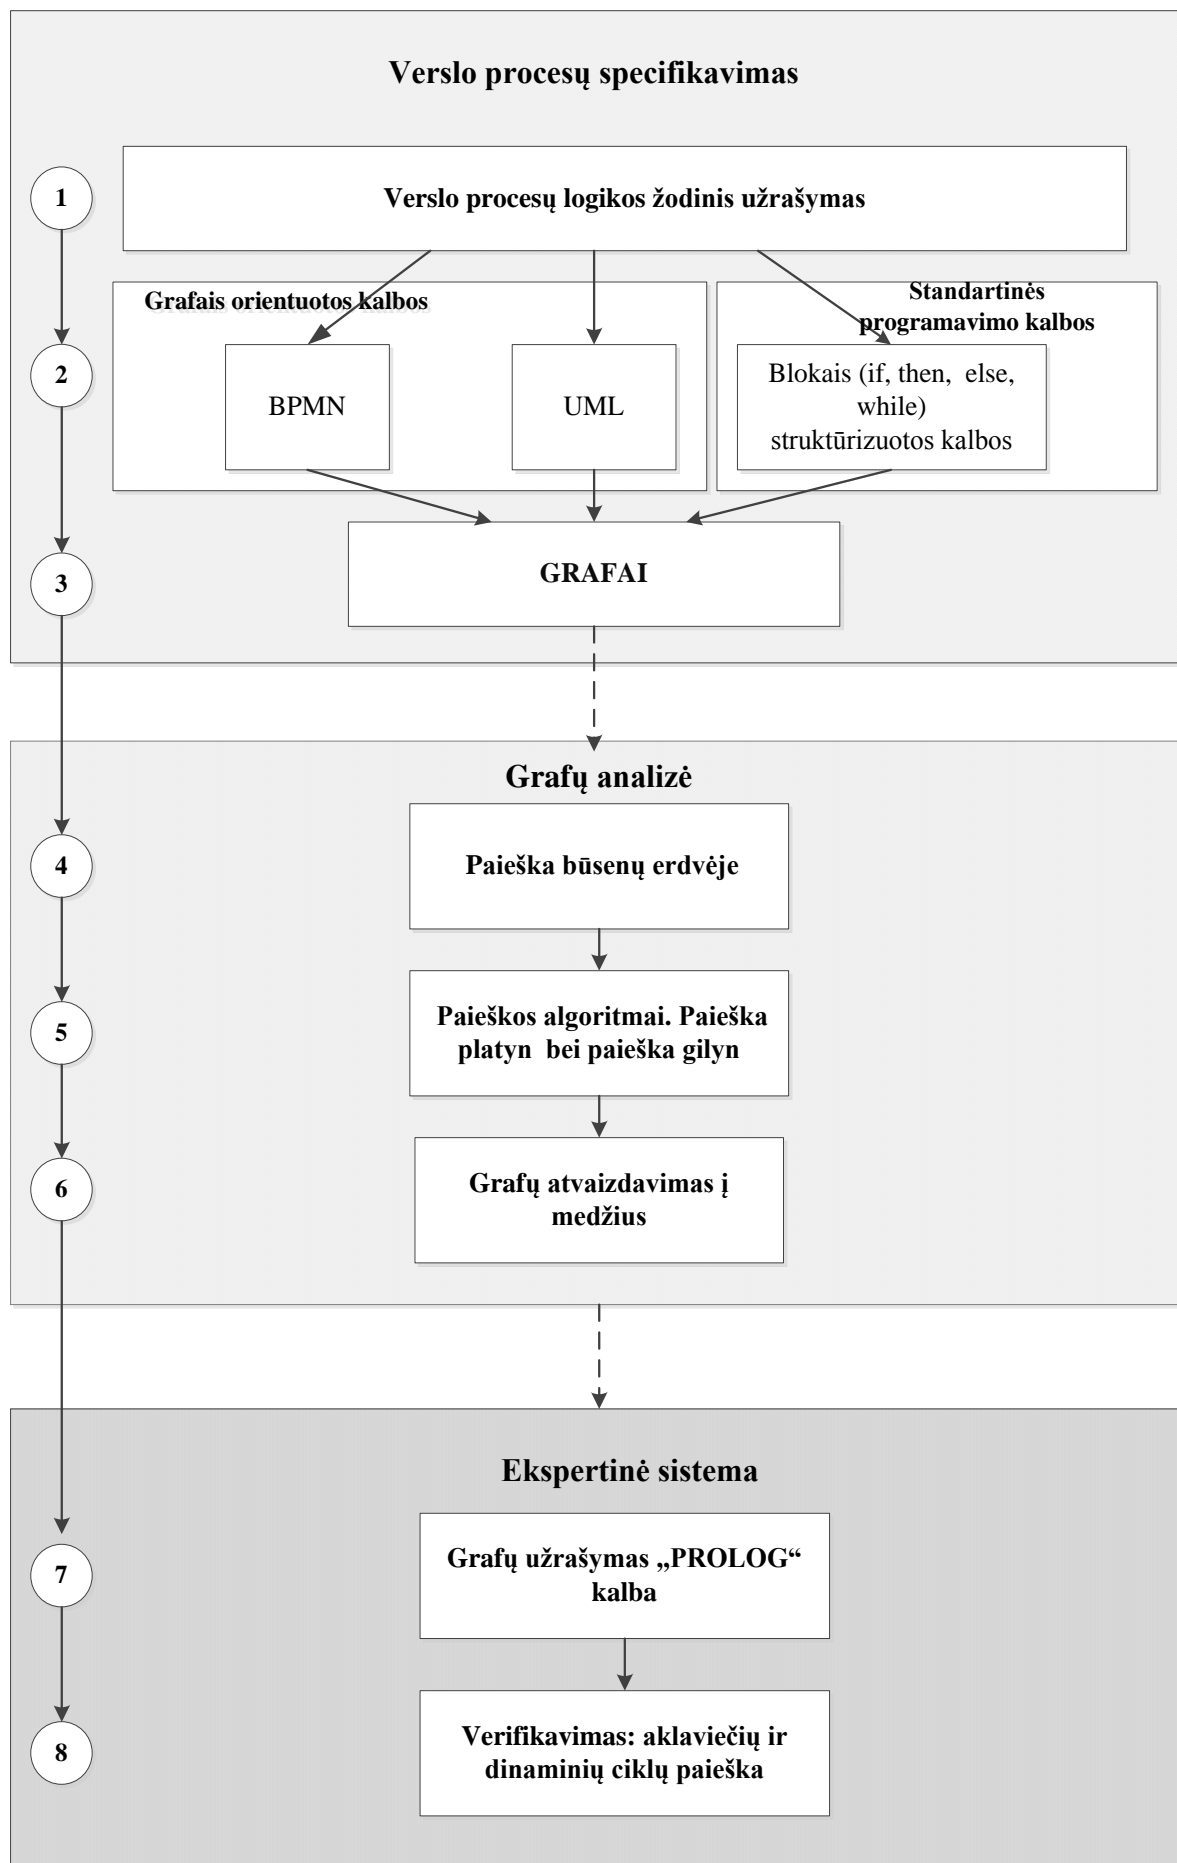 Verslo procesų specifikavimas
1
Verslo procesų logikos žodinis užrašymas
Grafais orientuotos kalbos
Standartinės
programavimo kalbos
2
BPMN
UML
Blokais (if, then, else,
while)
struktūrizuotos kalbos
3
GRAFAI
Grafų analizė
4
Paieška būsenų erdvėje
5
Paieškos algoritmai. Paieška
platyn bei paieška gilyn
6
Grafų atvaizdavimas į
medžius
Ekspertinė sistema
7
Grafų užrašymas „PROLOG“
kalba
8
Verifikavimas: aklaviečių ir
dinaminių ciklų paieška